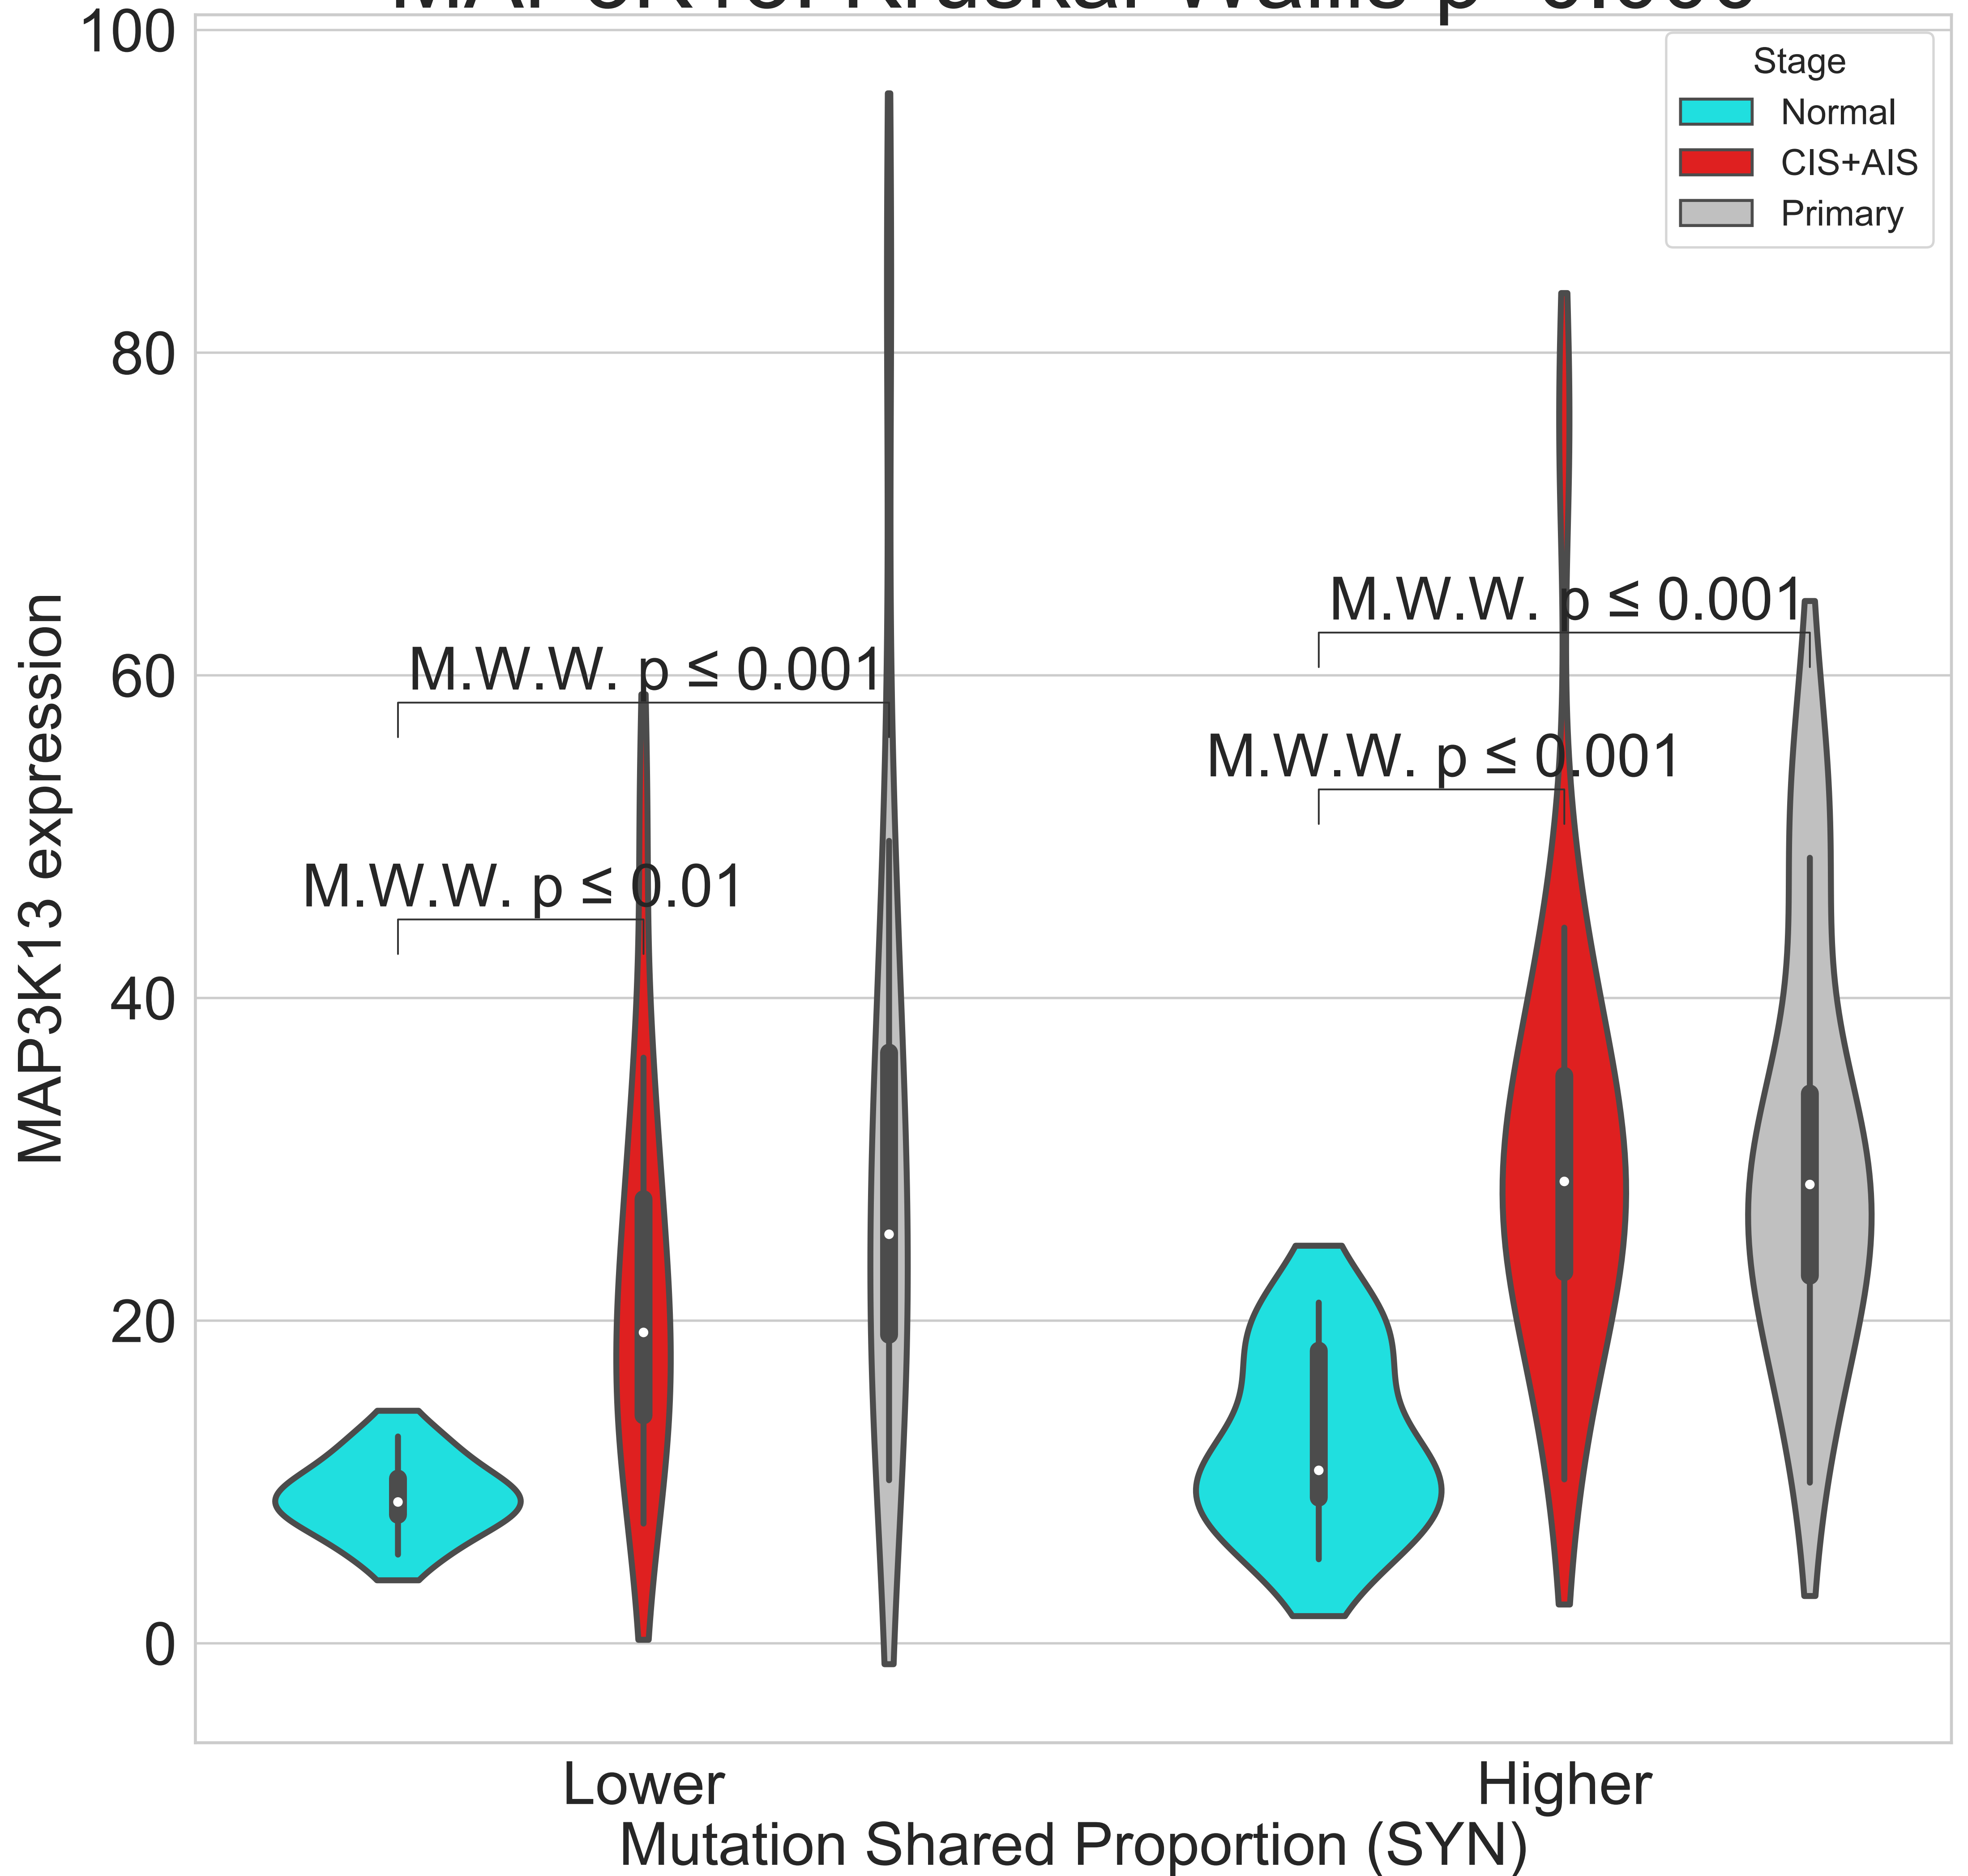 100
Stage
Normal
CIS+AIS
Primary
80
60
40
20
0
MAP3K13 expression
M.W.W. p ≤ 0.001
M.W.W. p ≤ 0.01
M.W.W. p ≤ 0.001
M.W.W. p ≤ 0.001
Lower
Higher
Mutation Shared Proportion (SYN)